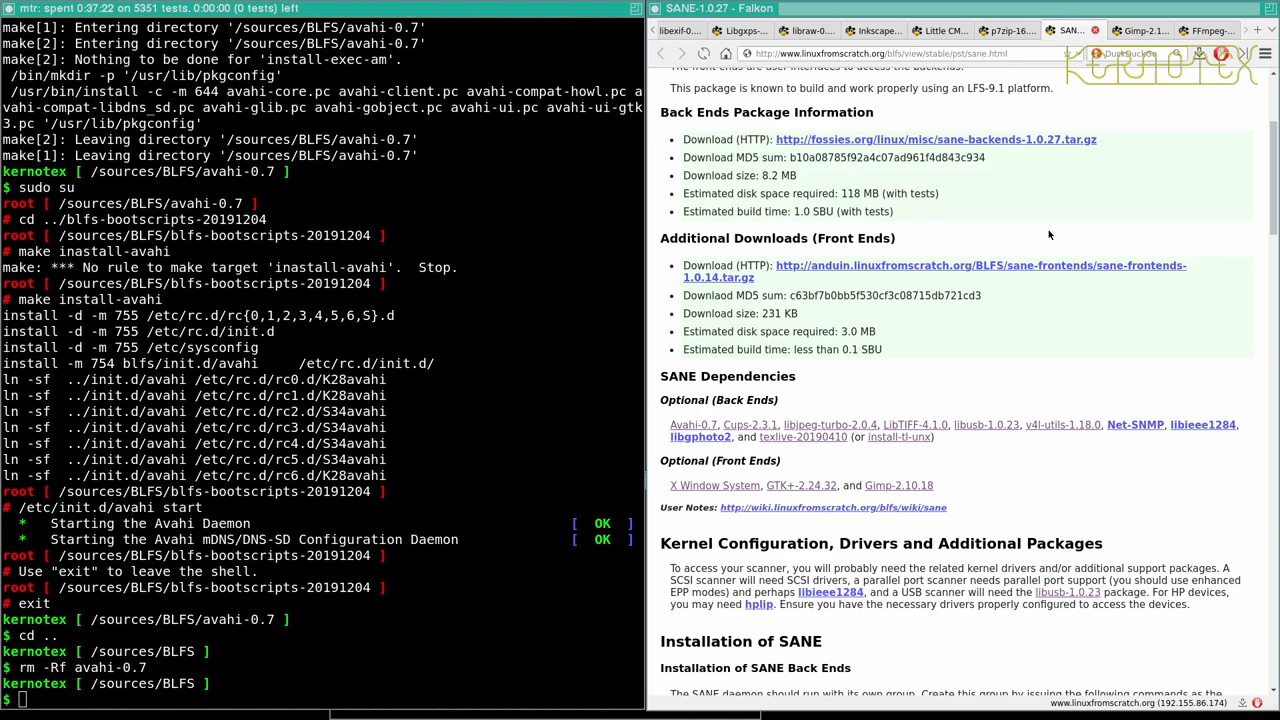 mtr: spent 0:37:22 on 5351 tests. 0:00:00 (0 tests) left
make[1]: Entering directory '/sources/BLFS/avahi-0.7'
make[2]: Entering directory '/sources/BLFS/avahi-0.7'
make[2]: Nothing to be done for 'install-exec-am'.
/bin/mkdir -p '/usr/lib/pkgconfig'
/usr/bin/install -c -m 644 avahi-core.pc avahi-client.pc avahi-compat-howl.pc a
vahi-compat-libdns_sd.pc avahi-glib.pc avahi-gobject.pc avahi-ui.pc avahi-ui-gtk
3.pc '/usr/lib/pkgconfig'
make[2]: Leaving directory '/sources/BLFS/avahi-0.7'
make[1]: Leaving directory '/sources/BLFS/avahi-0.7'
kernotex [ /sources/BLFS/avahi-0.7 ]
$ sudo su
root [ /sources/BLFS/avahi-0.7 ]
# cd ../blfs-bootscripts-20191204
root [ /sources/BLFS/blfs-bootscripts-20191204 ]
# make inastall-avahi
make: *** No rule to make target 'inastall-avahi'.  Stop.
root [ /sources/BLFS/blfs-bootscripts-20191204 ]
# make install-avahi
install -d -m 755 /etc/rc.d/rc{0,1,2,3,4,5,6,S}.d
install -d -m 755 /etc/rc.d/init.d
install -d -m 755 /etc/sysconfig
install -m 754 blfs/init.d/avahi     /etc/rc.d/init.d/
ln -sf  ../init.d/avahi /etc/rc.d/rc0.d/K28avahi
ln -sf  ../init.d/avahi /etc/rc.d/rc1.d/K28avahi
ln -sf  ../init.d/avahi /etc/rc.d/rc2.d/S34avahi
ln -sf  ../init.d/avahi /etc/rc.d/rc3.d/S34avahi
ln -sf  ../init.d/avahi /etc/rc.d/rc4.d/S34avahi
ln -sf  ../init.d/avahi /etc/rc.d/rc5.d/S34avahi
ln -sf  ../init.d/avahi /etc/rc.d/rc6.d/K28avahi
root [ /sources/BLFS/blfs-bootscripts-20191204 ]
# /etc/init.d/avahi start
*   Starting the Avahi Daemon [  OK  ]
*   Starting the Avahi mDNS/DNS-SD Configuration Daemon [  OK  ]
root [ /sources/BLFS/blfs-bootscripts-20191204 ]
# Use "exit" to leave the shell.
root [ /sources/BLFS/blfs-bootscripts-20191204 ]
# exit
kernotex [ /sources/BLFS/avahi-0.7 ]
$ cd ..
kernotex [ /sources/BLFS ]
$ rm -Rf avahi-0.7
kernotex [ /sources/BLFS ]
$
SANE-1.0.27 - Falkon
libexif-0.... Libgxps-... libraw-0.... Inkscape... Little CM... p7zip-16.... SAN... Gimp-2.1... FFmpeg-...
http://www.linuxfromscratch.org/blfs/view/stable/pst/sane.html DuckDuckGo
KERNOTEX
The front ends are user interfaces to access the backends.
This package is known to build and work properly using an LFS-9.1 platform.
Back Ends Package Information
Download (HTTP): http://fossies.org/linux/misc/sane-backends-1.0.27.tar.gz
Download MD5 sum: b10a08785f92a4c07ad961f4d843c934
Download size: 8.2 MB
Estimated disk space required: 118 MB (with tests)
Estimated build time: 1.0 SBU (with tests)
Additional Downloads (Front Ends)
Download (HTTP): http://anduin.linuxfromscratch.org/BLFS/sane-frontends/sane-frontends-
1.0.14.tar.gz
Downlaod MD5 sum: c63bf7b0bb5f530cf3c08715db721cd3
Download size: 231 KB
Estimated disk space required: 3.0 MB
Estimated build time: less than 0.1 SBU
SANE Dependencies
Optional (Back Ends)
Avahi-0.7, Cups-2.3.1, libjpeg-turbo-2.0.4, LibTIFF-4.1.0, libusb-1.0.23, v4l-utils-1.18.0, Net-SNMP, libieee1284,
libgphoto2, and texlive-20190410 (or install-tl-unx)
Optional (Front Ends)
X Window System, GTK+-2.24.32, and Gimp-2.10.18
User Notes: http://wiki.linuxfromscratch.org/blfs/wiki/sane
Kernel Configuration, Drivers and Additional Packages
To access your scanner, you will probably need the related kernel drivers and/or additional support packages. A
SCSI scanner will need SCSI drivers, a parallel port scanner needs parallel port support (you should use enhanced
EPP modes) and perhaps libieee1284, and a USB scanner will need the libusb-1.0.23 package. For HP devices,
you may need hplip. Ensure you have the necessary drivers properly configured to access the devices.
Installation of SANE
Installation of SANE Back Ends
The SANE daemon should run with its own group. Create this group by issuing the following commands as the
www.linuxfromscratch.org (192.155.86.174)